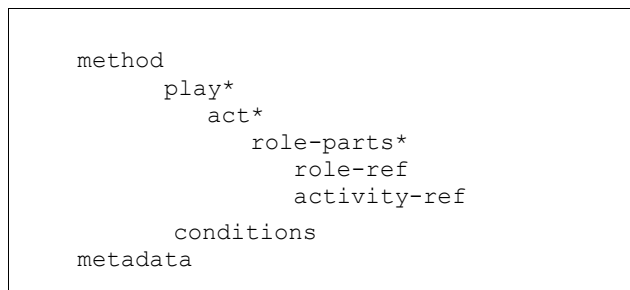 method
play*
act*
role-parts*
role-ref
activity-ref
conditions
metadata